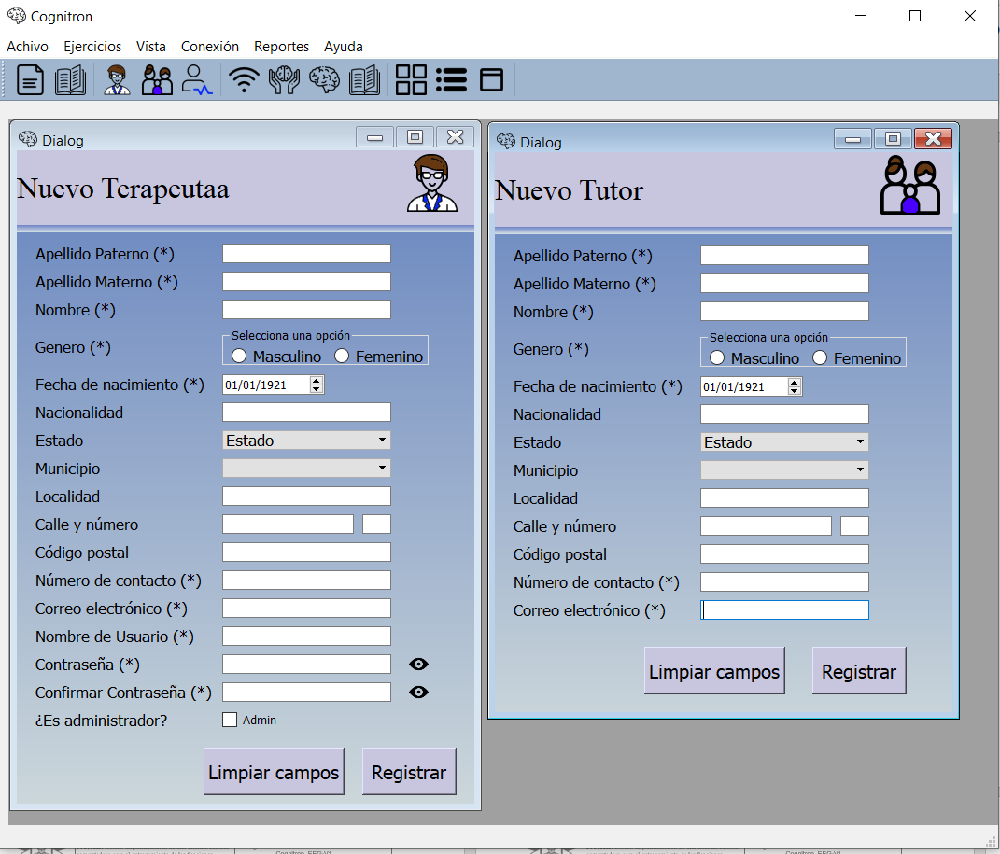 Cognitron
Achivo Ejercicios Vista Conexión Reportes Ayuda
Dialog
Nuevo Terapeutaa
Apellido Paterno (*)
Apellido Materno (*)
Nombre (*)
Genero (*)
Selecciona una opción
Masculino Femenino
Fecha de nacimiento (*) 01/01/1921
Nacionalidad
Estado Estado
Municipio
Localidad
Calle y número
Código postal
Número de contacto (*)
Correo electrónico (*)
Nombre de Usuario (*)
Contraseña (*)
Confirmar Contraseña (*)
¿Es administrador? Admin
Limpiar campos Registrar
Dialog
Nuevo Tutor
Apellido Paterno (*)
Apellido Materno (*)
Nombre (*)
Genero (*)
Selecciona una opción
Masculino Femenino
Fecha de nacimiento (*) 01/01/1921
Nacionalidad
Estado Estado
Municipio
Localidad
Calle y número
Código postal
Número de contacto (*)
Correo electrónico (*)
Limpiar campos Registrar